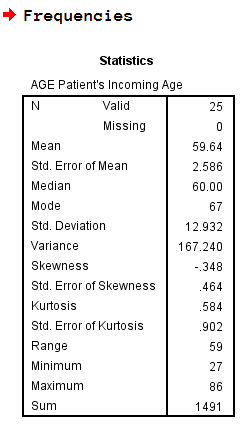 Frequencies
Statistics
AGE Patient's Incoming Age
N Valid 25
Missing 0
Mean 59.64
Std. Error of Mean 2.586
Median 60.00
Mode 67
Std. Deviation 12.932
Variance 167.240
Skewness -.348
Std. Error of Skewness .464
Kurtosis .584
Std. Error of Kurtosis .902
Range 59
Minimum 27
Maximum 86
Sum 1491